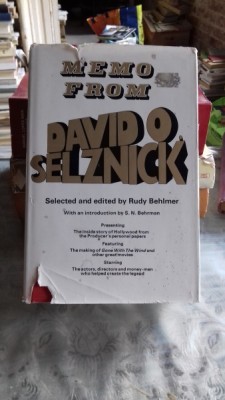 MEMO
FROM
DAVID O.
SELZNICK
Selected and edited by Rudy Behlmer
With an introduction by S. N. Behrman
Presenting
The inside story of Hollywood from
the Producer's personal papers
Featuring
The making of Gone With The Wind and
other great movies
Starring
The actors, directors and money-men
who helped create the legend